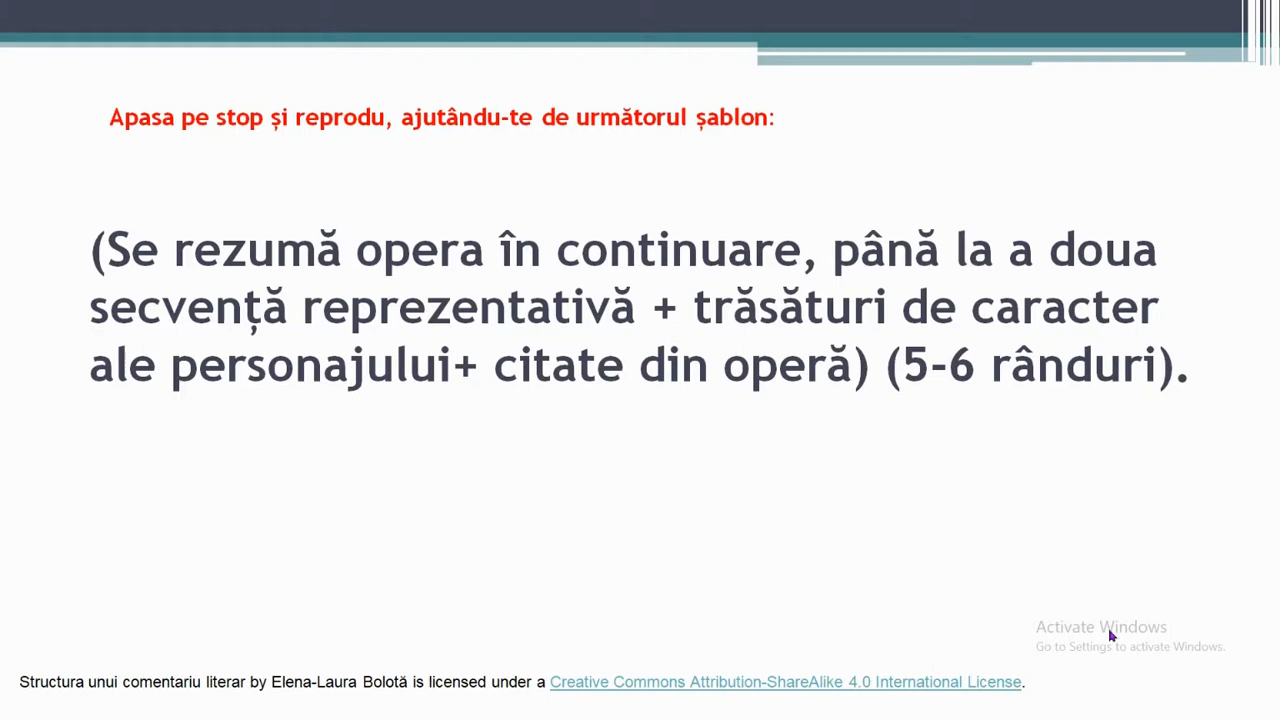 Apasa pe stop și reprodu, ajutându-te de următorul șablon:
(Se rezumă opera în continuare, până la a doua
secvență reprezentativă + trăsături de caracter
ale personajului+ citate din operă) (5-6 rânduri).
Activate Windows
Go to Settings to activate Windows.
Structura unui comentariu literar by Elena-Laura Bolotă is licensed under a Creative Commons Attribution-ShareAlike 4.0 International License.